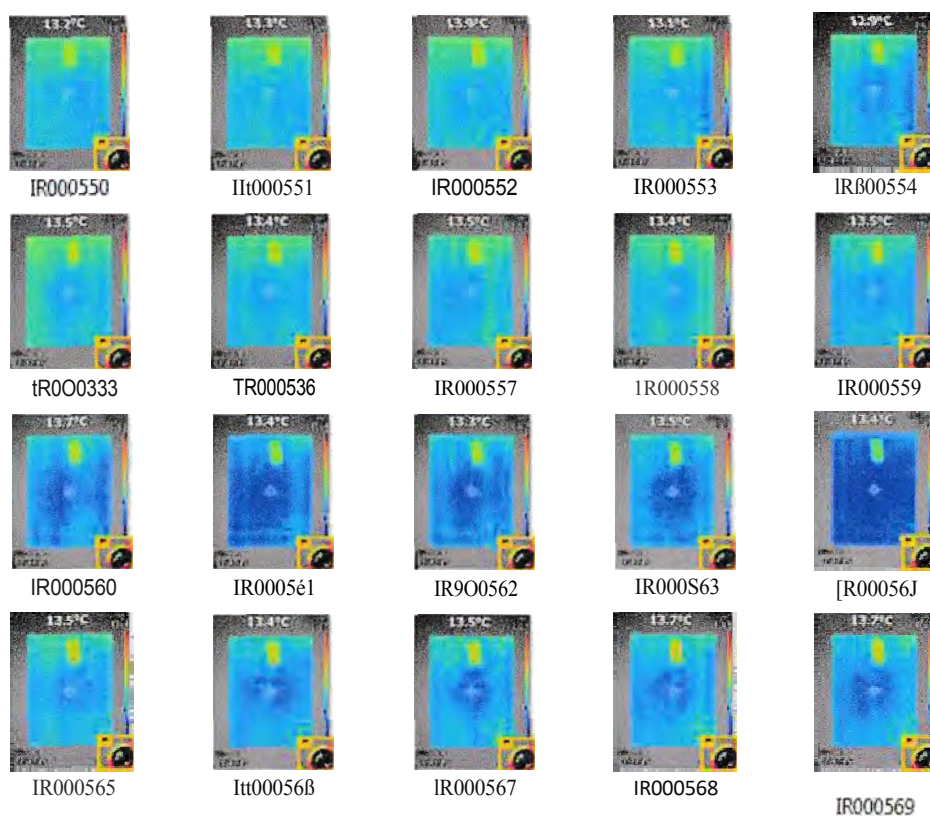 13.2°C 13.3°C 13.9°C 13.1°C 12.9°C
IR000550 IIt000551 IR000552 IR000553 lRß00554
13.5°C 13.4°C 13.5°C 13.4°C 13.5°C
tR0O0333 TR000536 IR000557 1R000558 IR000559
13.7°C 13.4°C 13.3°C 13.5°C 13.4°C
IR000560 IR0005é1 IR9O0562 IR000S63 [R00056J
13.5°C 13.4°C 13.5°C 13.7°C 13.7°C
IR000565 Itt00056ß lR000567 IR000568 IR000569